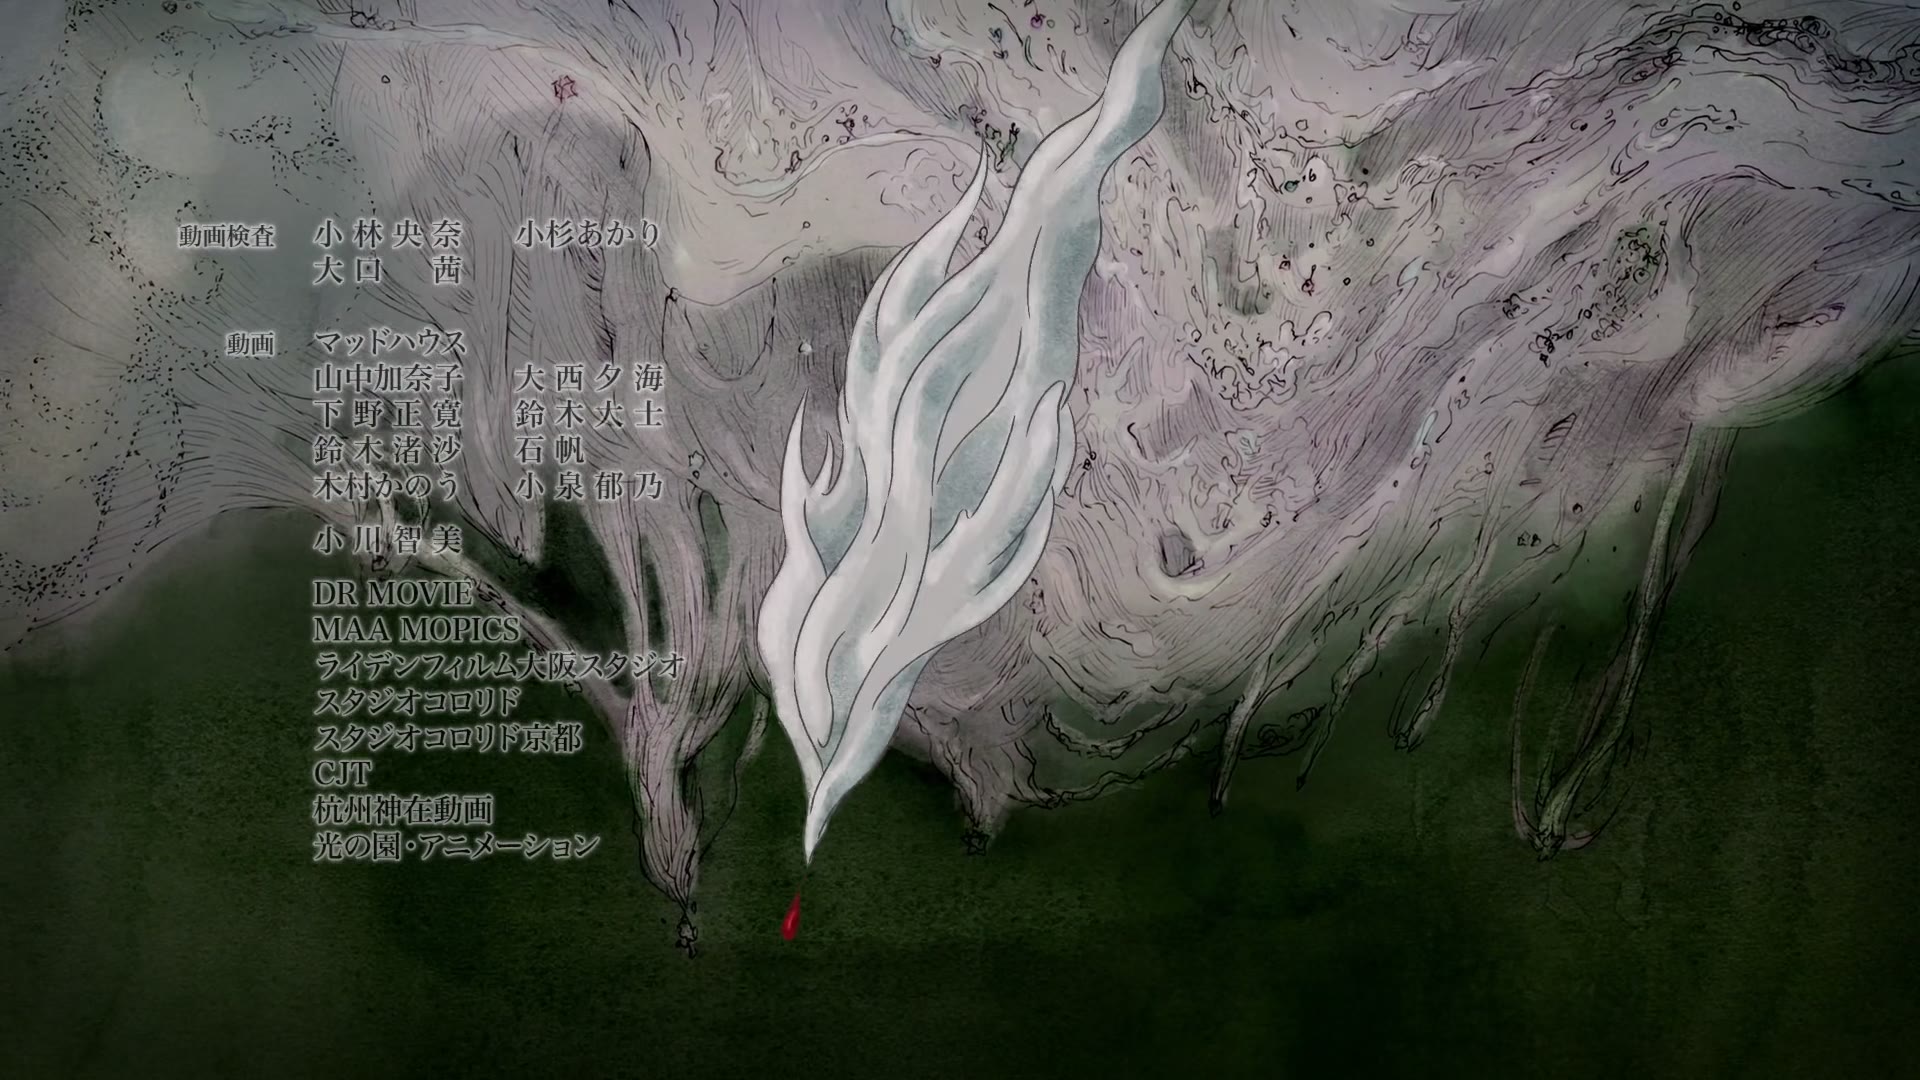 動画検査 小林央奈 小杉あかり
大口 茜
動画 マッドハウス
山中加奈子 大西夕海
下野正寛 鈴木大士
鈴木渚沙 石帆
木村かのう 小泉郁乃
小川智美
DR MOVIE
MAA MOPICS
ライデンフィルム大阪スタジオ
スタジオコロリド
スタジオコロリド京都
CJT
杭州神在動画
光の園・アニメーション